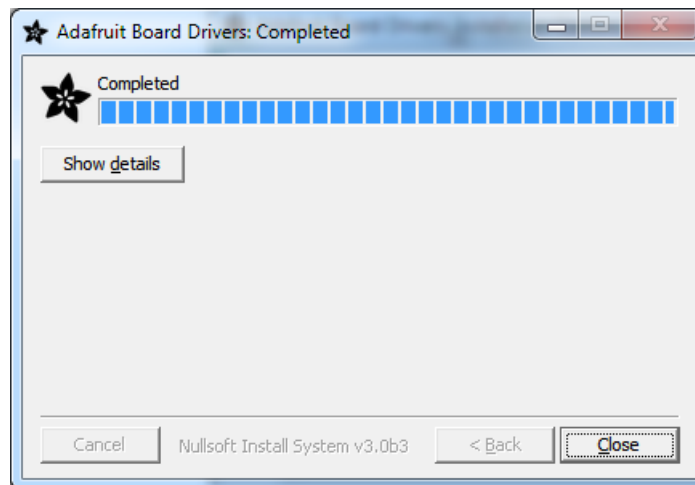 Adafruit Board Drivers: Completed
Completed
Show details
Cancel
Nullsoft Install System v3.0b3
< Back
Close